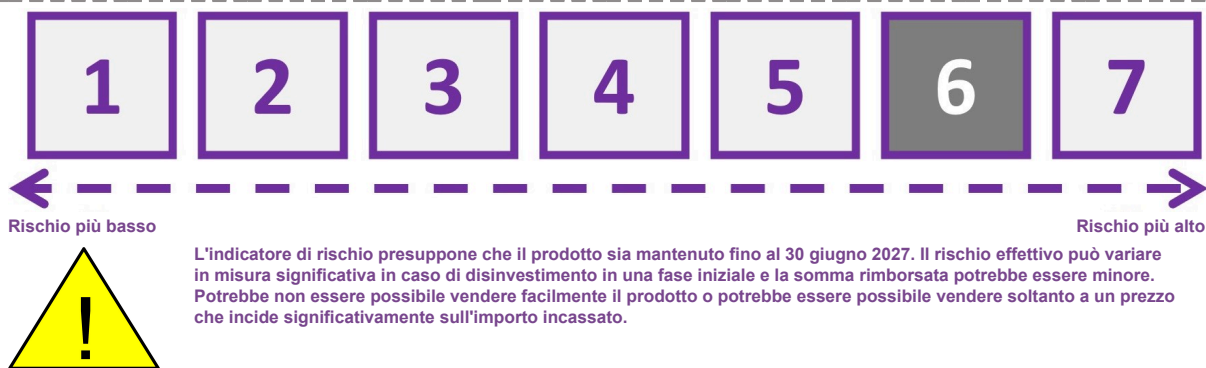 1 2 3 4 5 6 7
Rischio più basso Rischio più alto
L'indicatore di rischio presuppone che il prodotto sia mantenuto fino al 30 giugno 2027. Il rischio effettivo può variare
in misura significativa in caso di disinvestimento in una fase iniziale e la somma rimborsata potrebbe essere minore.
Potrebbe non essere possibile vendere facilmente il prodotto o potrebbe essere possibile vendere soltanto a un prezzo
che incide significativamente sull'importo incassato.
!